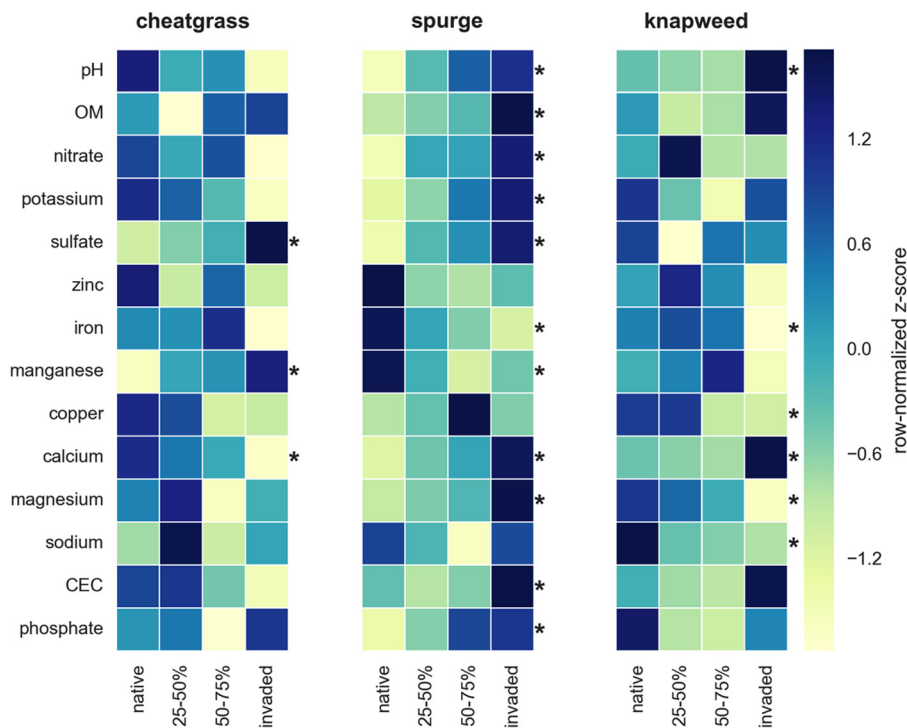 cheatgrass spurge knapweed
pH *  *
OM *
nitrate *
potassium *
sulfate * *
zinc
iron * *
manganese * *
copper *
calcium * * *
magnesium * *
sodium *
CEC *
phosphate *
native 25-50% 50-75% invaded native 25-50% 50-75% invaded native 25-50% 50-75% invaded
1.2
0.6
0.0
−0.6
−1.2
row-normalized z-score